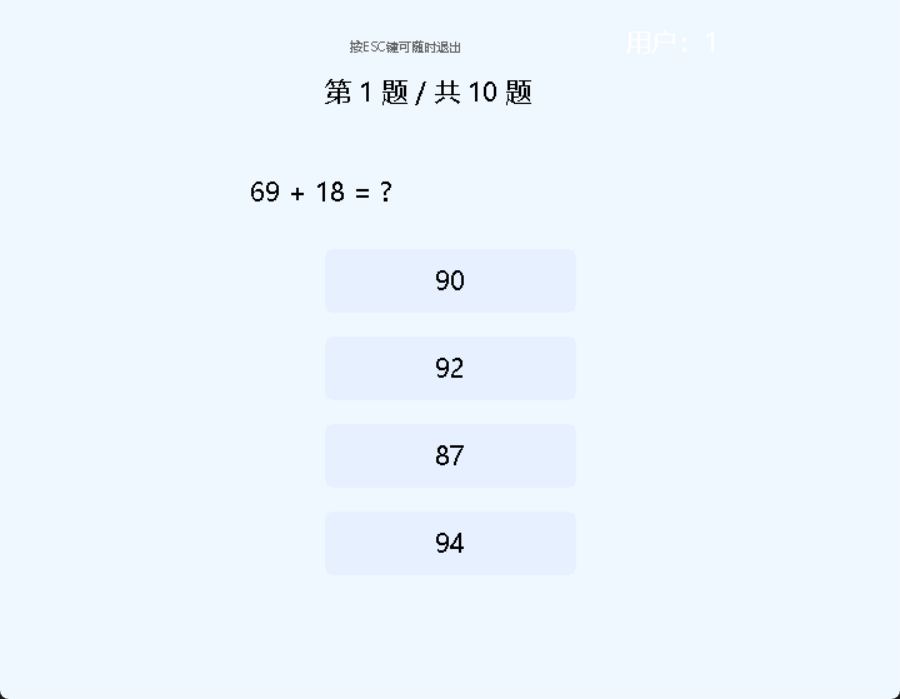 按ESC键可随时退出
用户：1
第 1 题 / 共 10 题
69 + 18 = ?
90
92
87
94